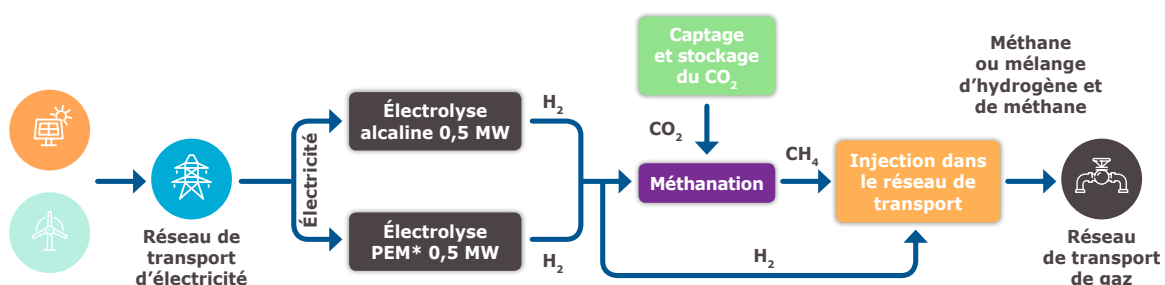 Réseau de
transport
d’électricité
Électricité
Électrolyse
alcaline 0,5 MW
H₂
Électrolyse
PEM* 0,5 MW
H₂
Captage
et stockage
du CO₂
CO₂
Méthanation
CH₄
H₂
Injection dans
le réseau de
transport
Méthane
ou mélange
d’hydrogène et
de méthane
Réseau
de transport
de gaz